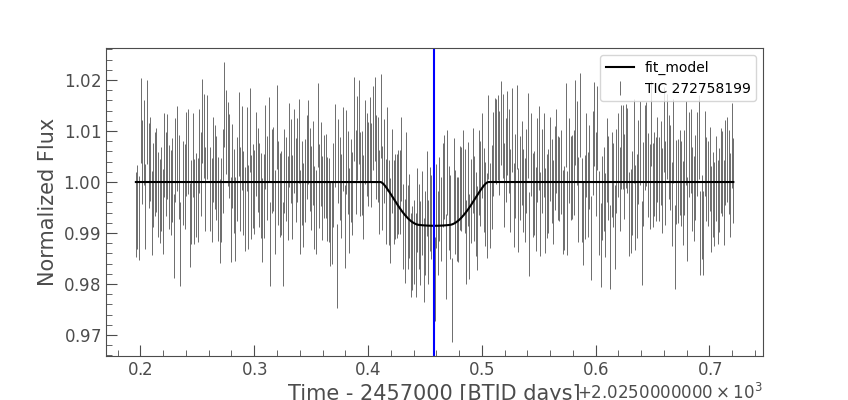 fit_model
TIC 272758199
1.02
1.01
1.00
0.99
0.98
0.97
Normalized Flux
0.2 0.3 0.4 0.5 0.6 0.7
Time - 2457000 [BTJD days]
+2.0250000000 × 10³